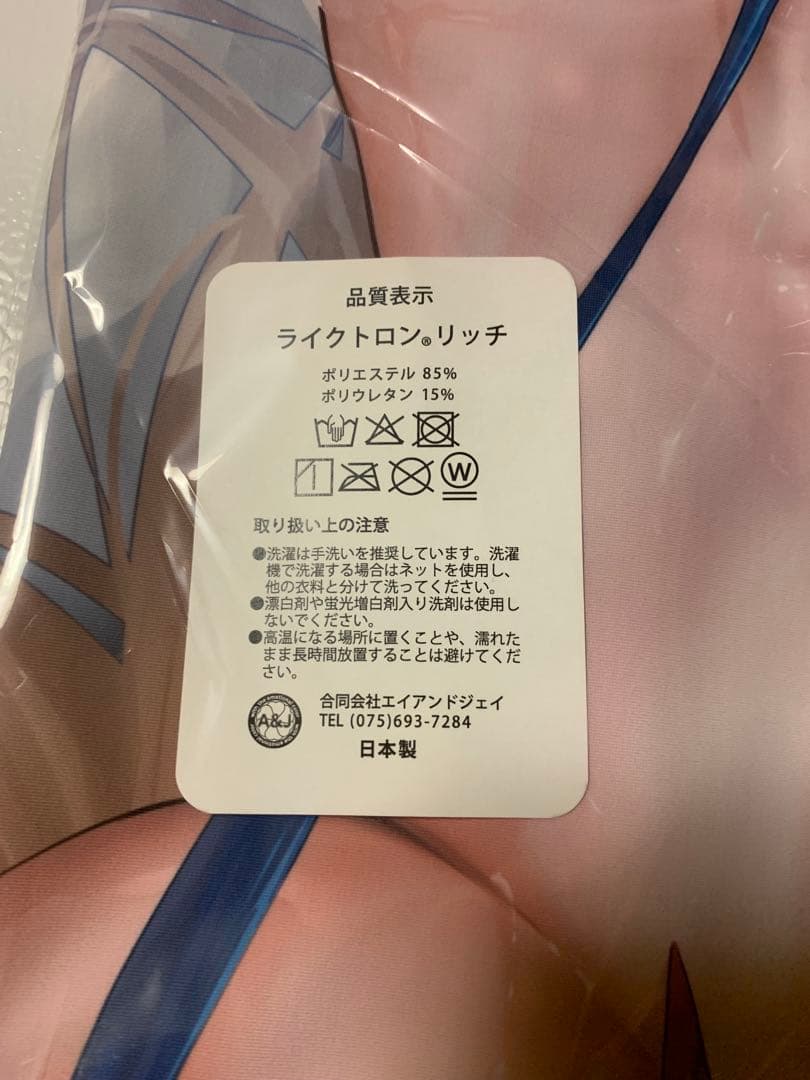 品質表示
ライクトロン®リッチ
ポリエステル 85%
ポリウレタン 15%
W
取り扱い上の注意
●洗濯は手洗いを推奨しています。洗濯
機で洗濯する場合はネットを使用し、
他の衣料と分けて洗ってください。
●漂白剤や蛍光増白剤入り洗剤は使用し
ないでください。
●高温になる場所に置くことや、濡れた
まま長時間放置することは避けてくだ
さい。
A&J
合同会社エイアンドジェイ
TEL (075)693-7284
日本製